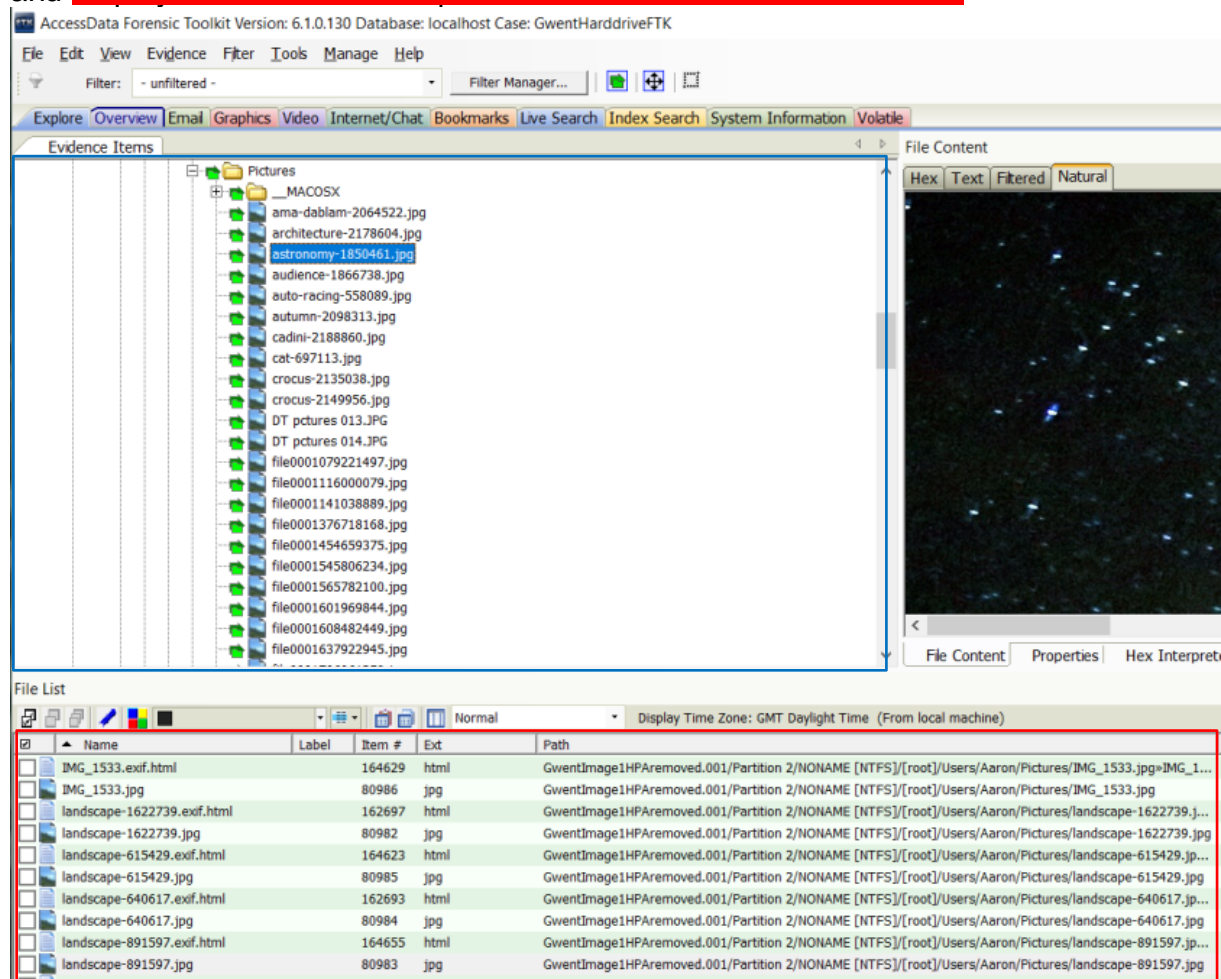 and
AccessData Forensic Toolkit Version: 6.1.0.130 Database: localhost Case: GwentHarddriveFTK
File Edit View Evidence Filter Tools Manage Help
Filter: - unfiltered - Filter Manager...
Explore Overview Email Graphics Video Internet/Chat Bookmarks Live Search Index Search System Information Volatile
Evidence Items
Pictures
__MACOSX
ama-dablam-2064522.jpg
architecture-2178604.jpg
astronomy-1850461.jpg
audience-1866738.jpg
auto-racing-558089.jpg
autumn-2098313.jpg
cadini-2188860.jpg
cat-697113.jpg
crocus-2135038.jpg
crocus-2149956.jpg
DT pctures 013.JPG
DT pctures 014.JPG
file0001079221497.jpg
file0001116000079.jpg
file0001141038889.jpg
file0001376718168.jpg
file0001454659375.jpg
file0001545806234.jpg
file0001565782100.jpg
file0001601969844.jpg
file0001608482449.jpg
file0001637922945.jpg
File Content
Hex Text Filtered Natural
File Content Properties Hex Interprete
File List
Normal Display Time Zone: GMT Daylight Time (From local machine)
Name Label Item # Ext Path
IMG_1533.exif.html 164629 html GwentImage1HPAremoved.001/Partition 2/NONAME [NTFS]/[root]/Users/Aaron/Pictures/IMG_1533.jpg»IMG_1...
IMG_1533.jpg 80986 jpg GwentImage1HPAremoved.001/Partition 2/NONAME [NTFS]/[root]/Users/Aaron/Pictures/IMG_1533.jpg
landscape-1622739.exif.html 162697 html GwentImage1HPAremoved.001/Partition 2/NONAME [NTFS]/[root]/Users/Aaron/Pictures/landscape-1622739.j...
landscape-1622739.jpg 80982 jpg GwentImage1HPAremoved.001/Partition 2/NONAME [NTFS]/[root]/Users/Aaron/Pictures/landscape-1622739.jpg
landscape-615429.exif.html 164623 html GwentImage1HPAremoved.001/Partition 2/NONAME [NTFS]/[root]/Users/Aaron/Pictures/landscape-615429.jp...
landscape-615429.jpg 80985 jpg GwentImage1HPAremoved.001/Partition 2/NONAME [NTFS]/[root]/Users/Aaron/Pictures/landscape-615429.jpg
landscape-640617.exif.html 162693 html GwentImage1HPAremoved.001/Partition 2/NONAME [NTFS]/[root]/Users/Aaron/Pictures/landscape-640617.jp...
landscape-640617.jpg 80984 jpg GwentImage1HPAremoved.001/Partition 2/NONAME [NTFS]/[root]/Users/Aaron/Pictures/landscape-640617.jpg
landscape-891597.exif.html 164655 html GwentImage1HPAremoved.001/Partition 2/NONAME [NTFS]/[root]/Users/Aaron/Pictures/landscape-891597.jp...
landscape-891597.jpg 80983 jpg GwentImage1HPAremoved.001/Partition 2/NONAME [NTFS]/[root]/Users/Aaron/Pictures/landscape-891597.jpg